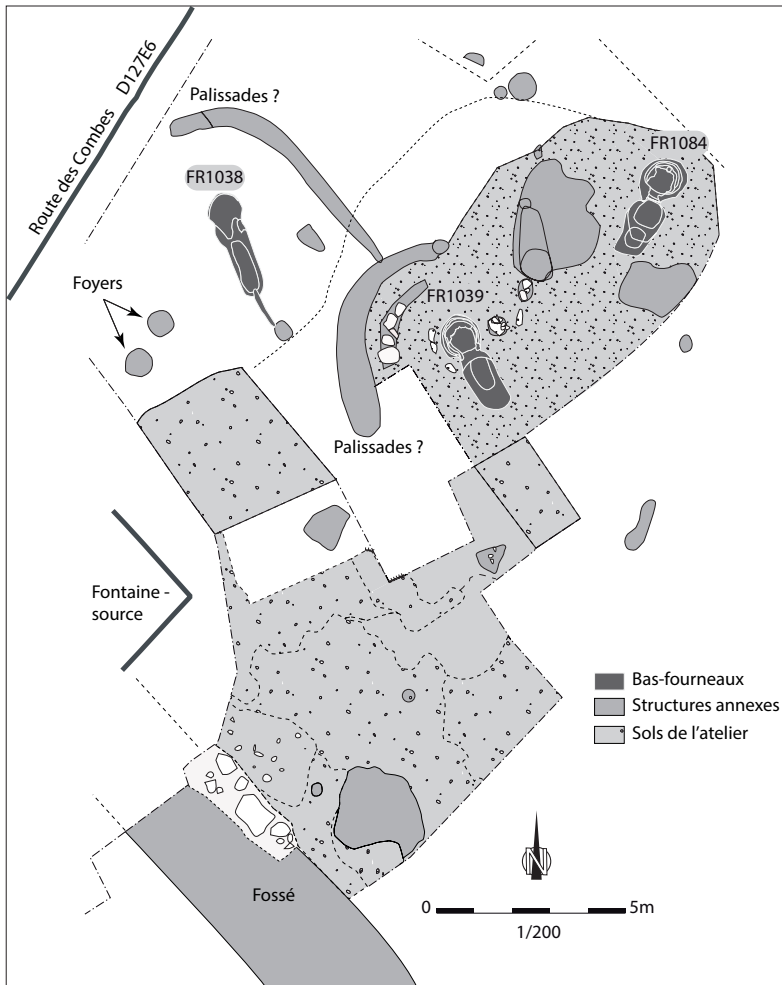 Route des Combes D127E6
Palissades ?
FR1038
FR1084
Foyers
FR1039
Palissades ?
Fontaine -
source
Bas-fourneaux
Structures annexes
Sols de l'atelier
N
Fossé
0 5m
1/200